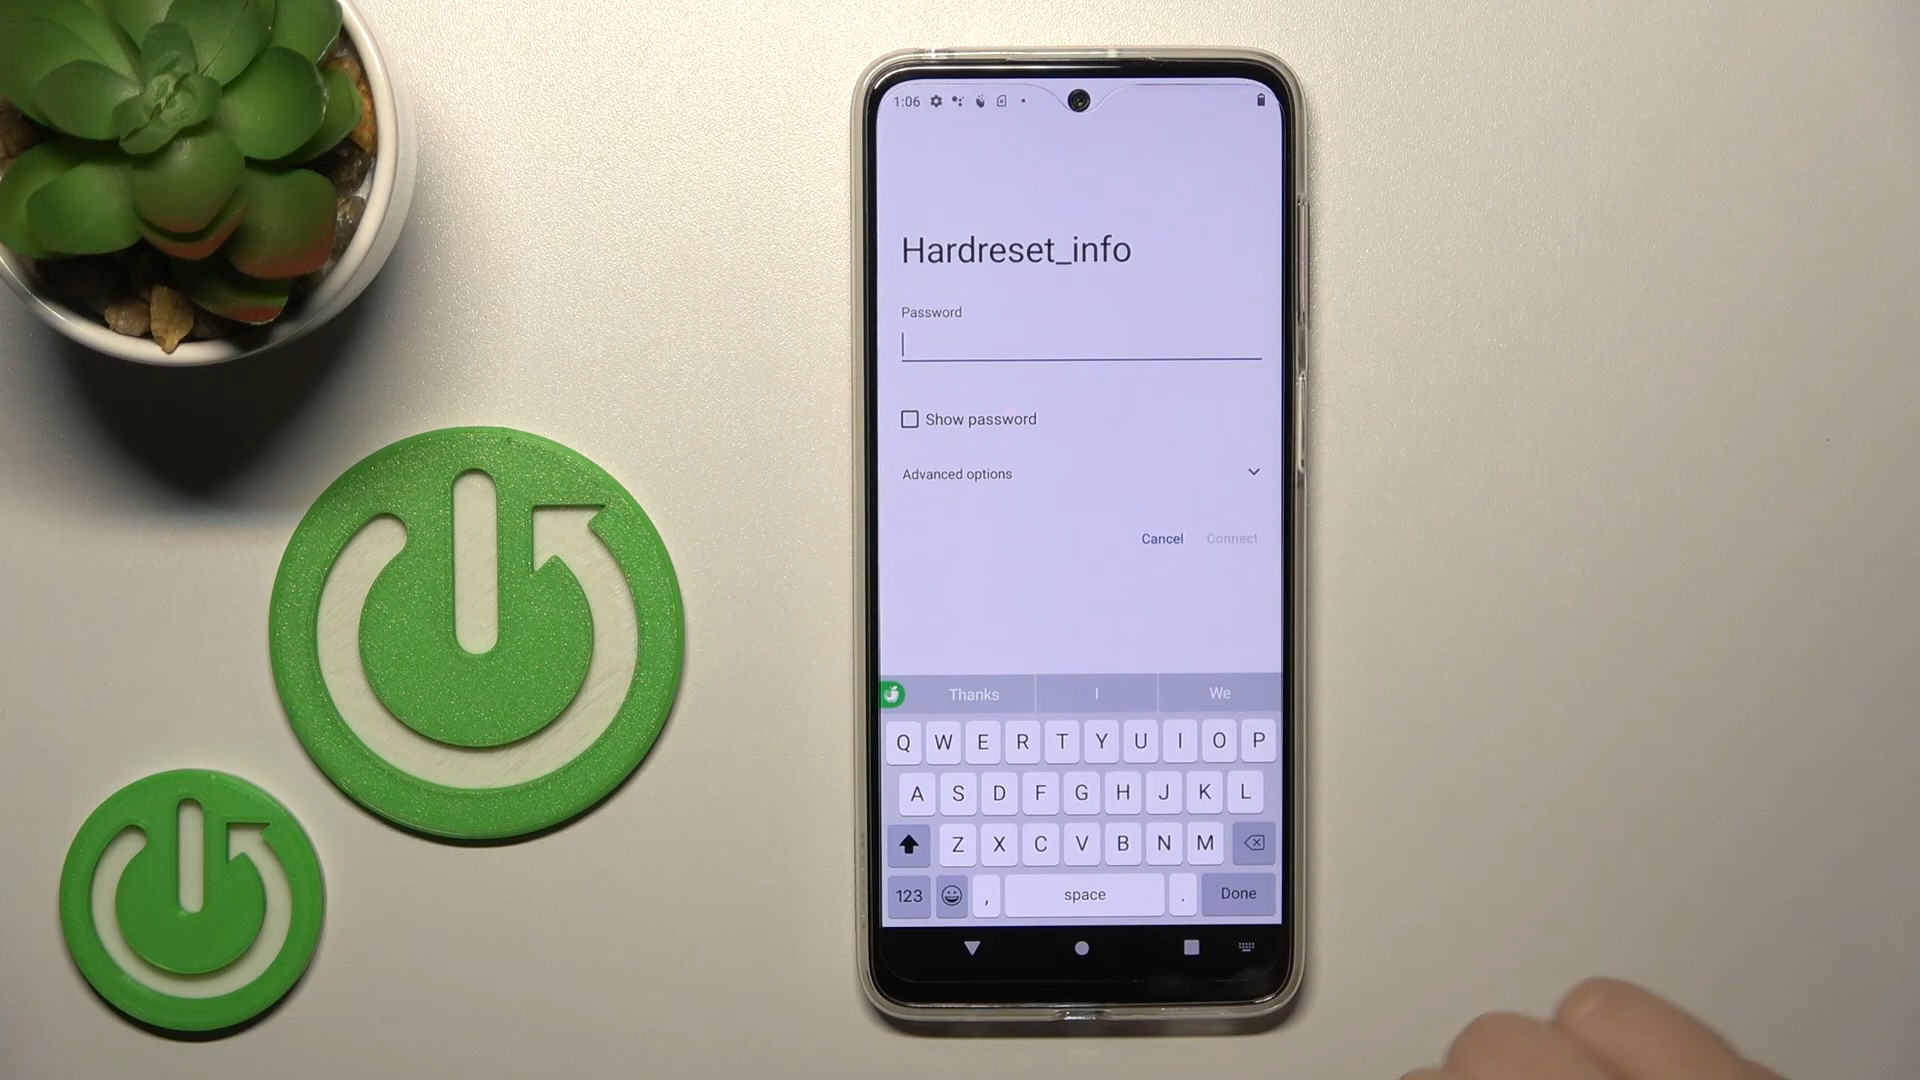 1:06
Hardreset_info
Password
Show password
Advanced options
Cancel Connect
Thanks I We
Q W E R T Y U I O P
A S D F G H J K L
Z X C V B N M
123 , space . Done